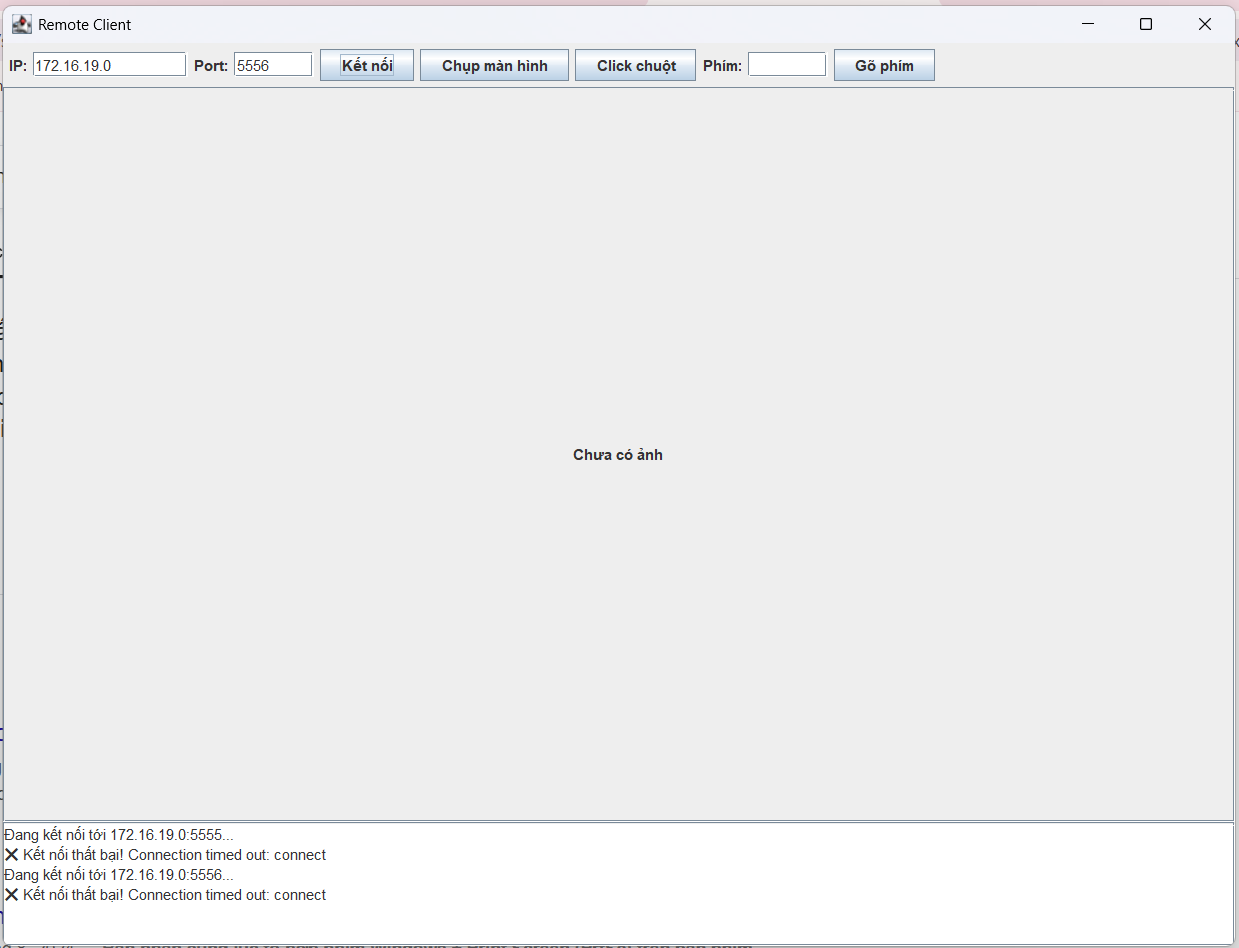 Remote Client
IP: 172.16.19.0 Port: 5556 Kết nối Chụp màn hình Click chuột Phím: Gõ phím
Chưa có ảnh
Đang kết nối tới 172.16.19.0:5555...
❌ Kết nối thất bại! Connection timed out: connect
Đang kết nối tới 172.16.19.0:5556...
❌ Kết nối thất bại! Connection timed out: connect